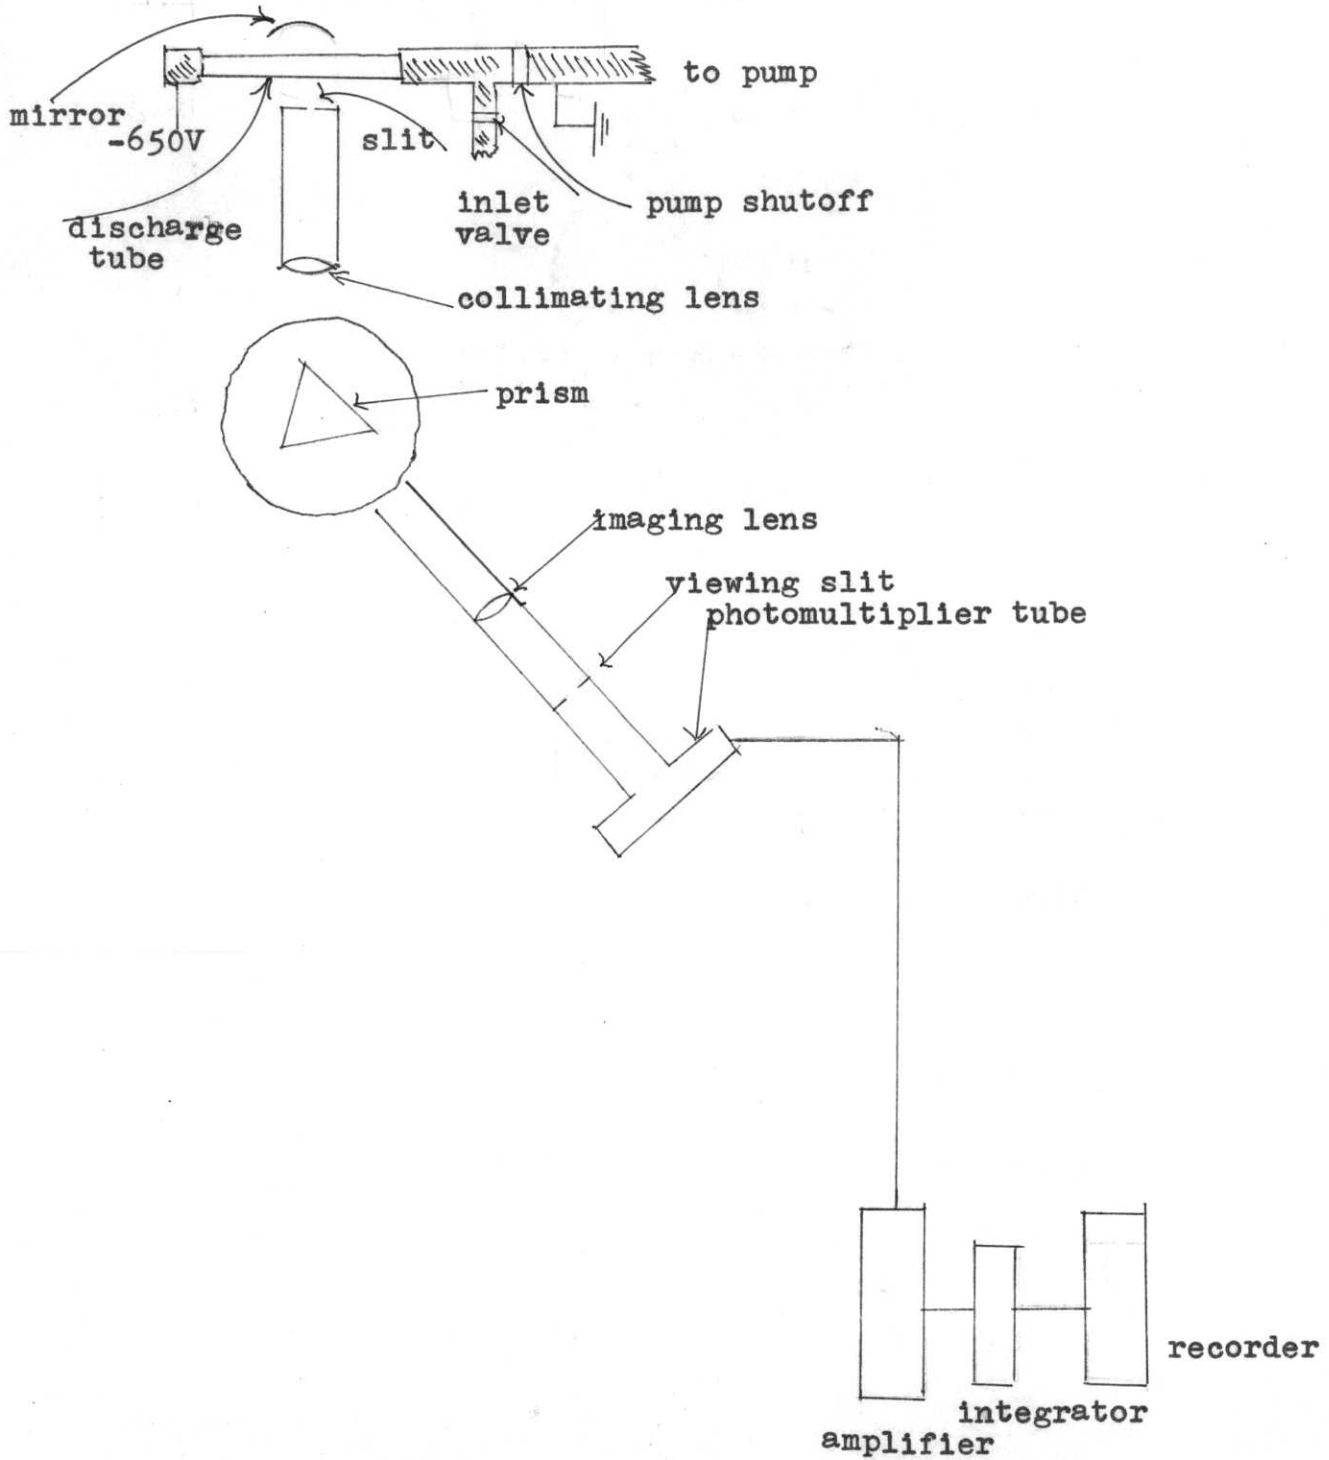 to pump
mirror
-650V
slit
discharge
tube
inlet
valve
pump shutoff
collimating lens
prism
imaging lens
viewing slit
photomultiplier tube
recorder
integrator
amplifier